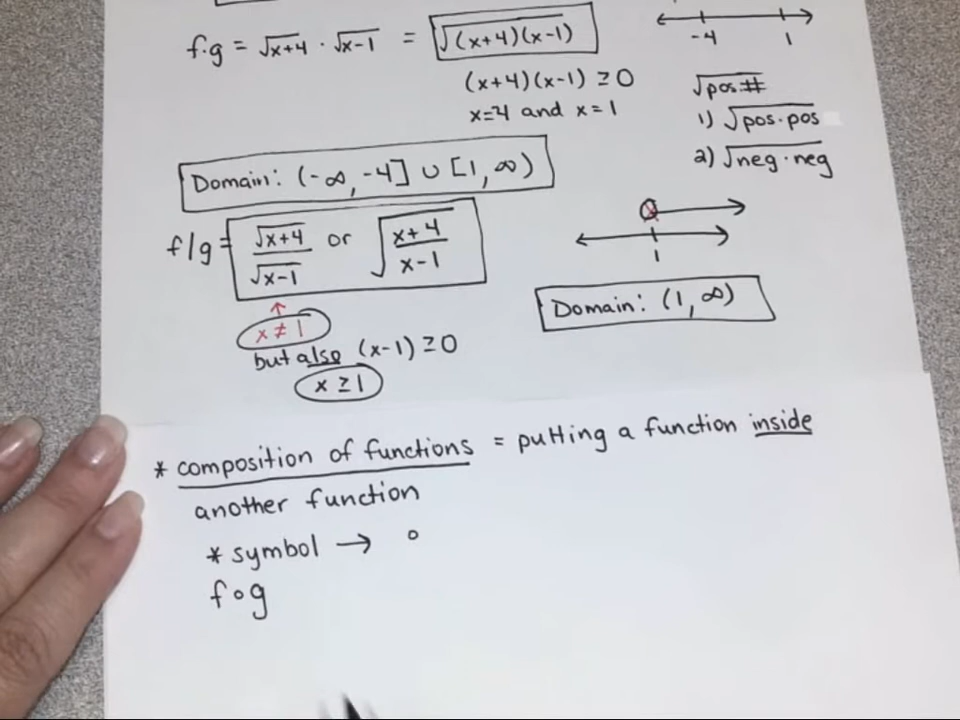 f·g = √x+4 · √x-1 = √(x+4)(x-1)
-4 1
(x+4)(x-1) ≥ 0
x=-4 and x=1
√pos.#
1) √pos·pos
2) √neg·neg
Domain: (-∞,-4] ∪ [1,∞)
f/g = √x+4 / √x-1 or √x+4 / x-1
1
x ≠ 1
Domain: (1,∞)
but also (x-1) ≥ 0
x ≥ 1
* composition of functions = putting a function inside
another function
* symbol → ∘
f∘g